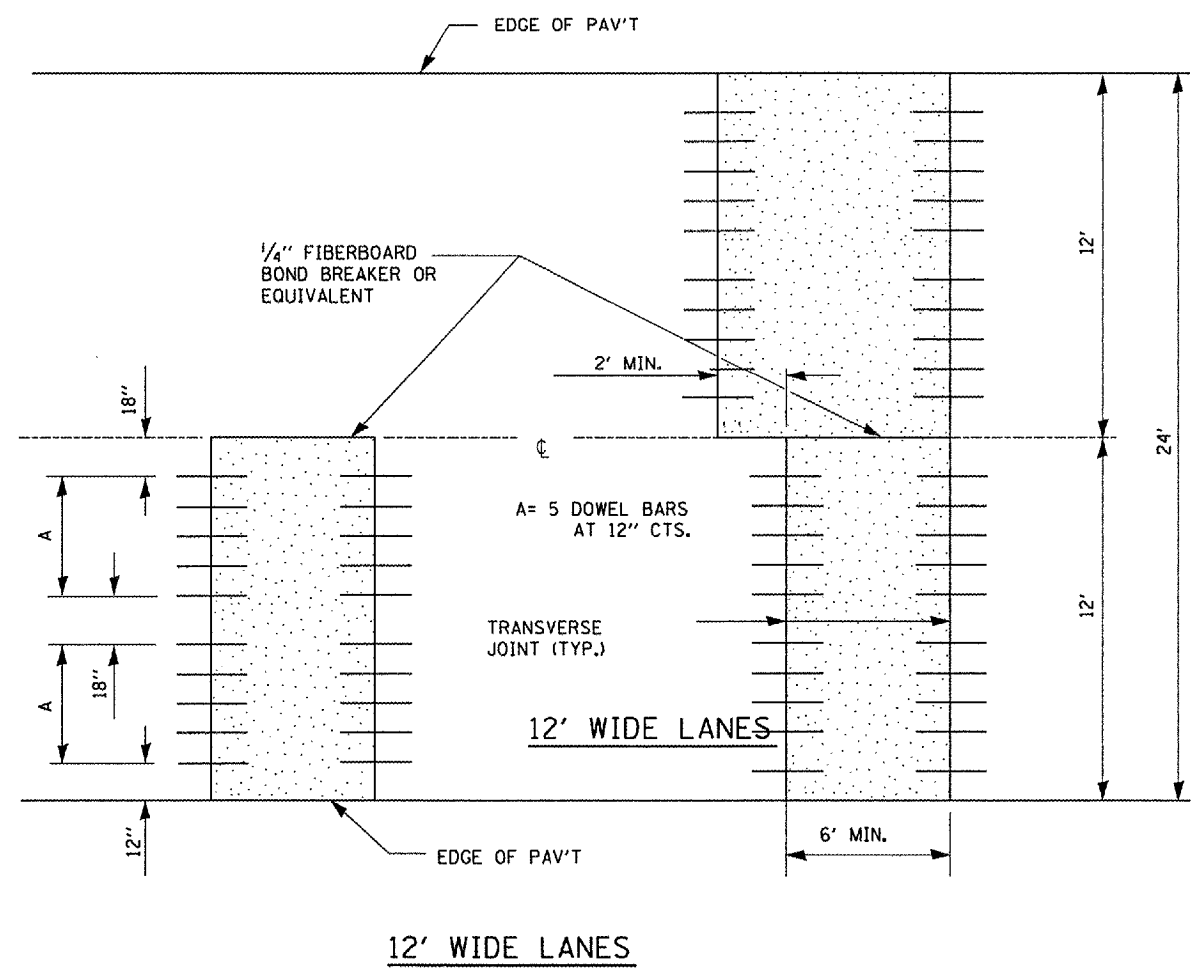 EDGE OF PAV'T
1/4" FIBERBOARD
BOND BREAKER OR
EQUIVALENT
12'
2' MIN.
18"
24'
℄
A= 5 DOWEL BARS
AT 12" CTS.
A
12'
TRANSVERSE
JOINT (TYP.)
18"
A
12' WIDE LANES
12"
6' MIN.
EDGE OF PAV'T
12' WIDE LANES